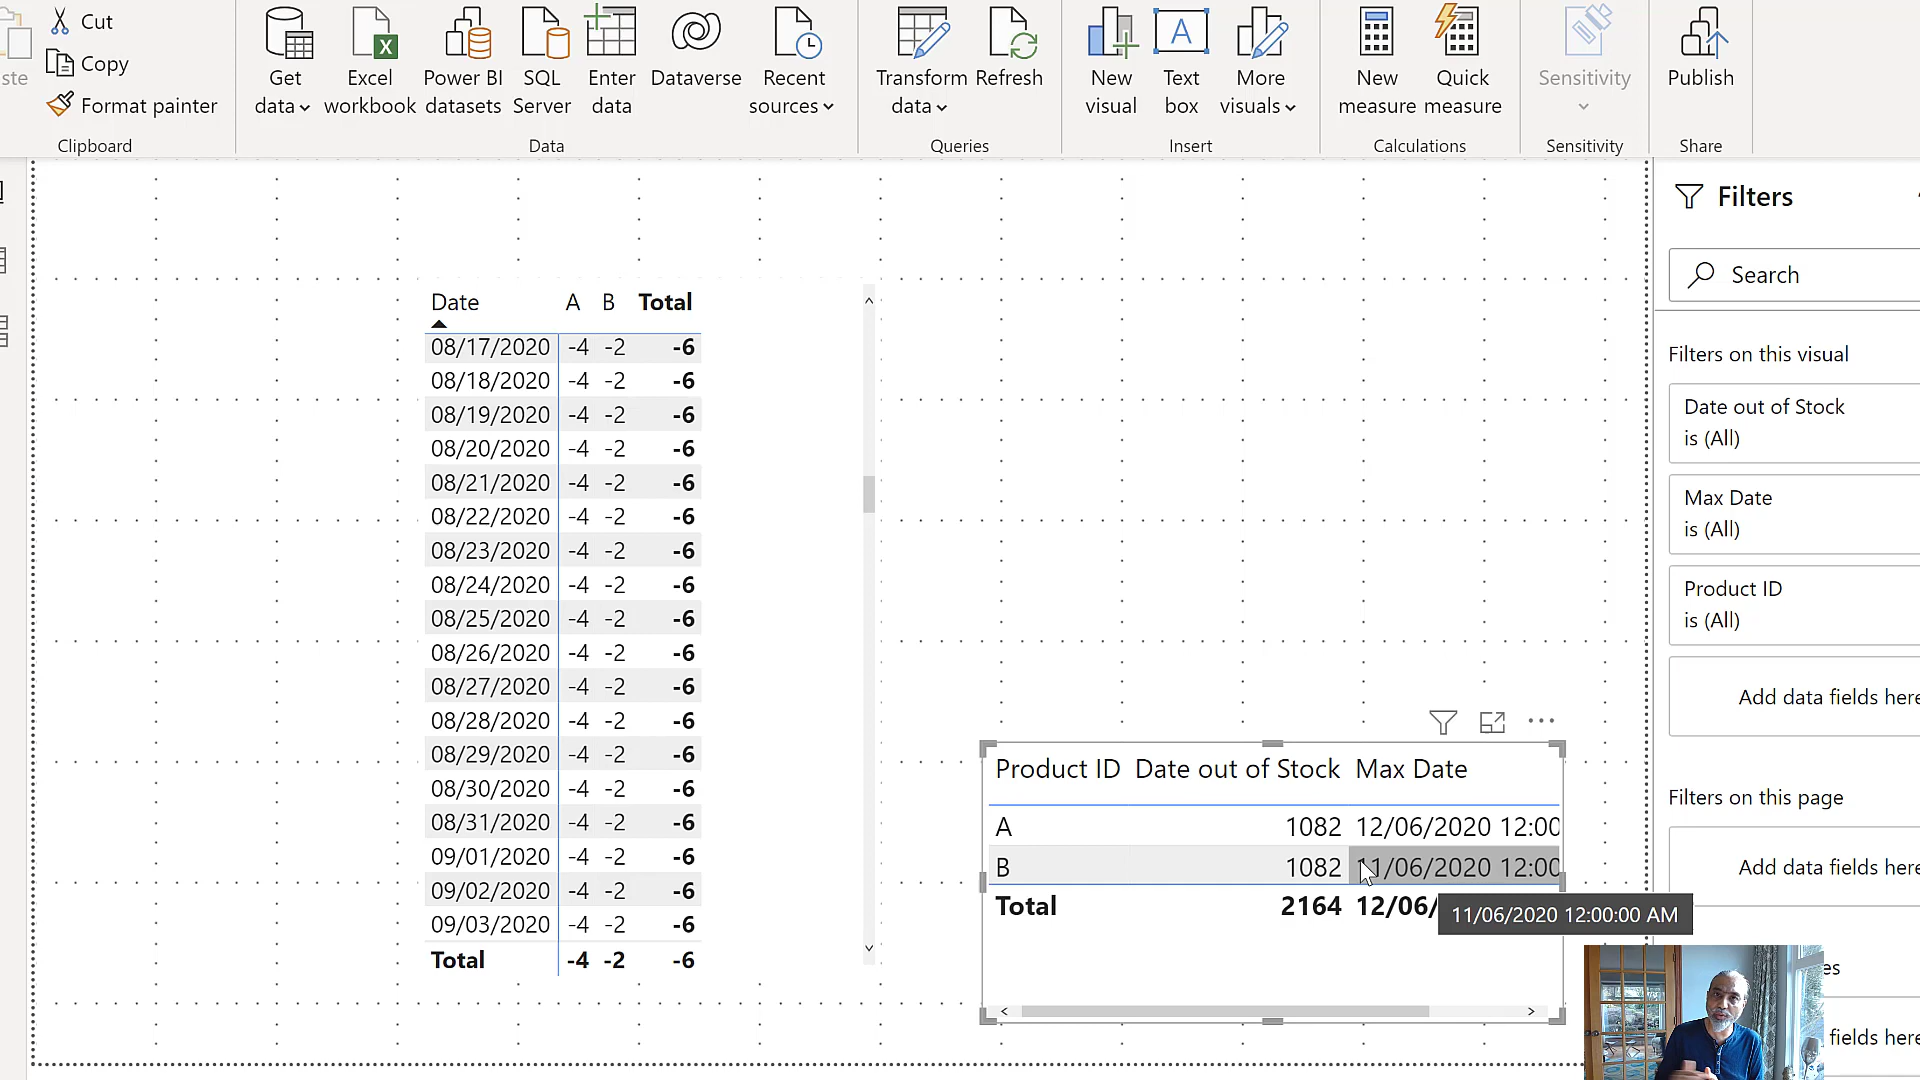 ste
Cut
Copy
Format painter
Clipboard
Get data
Excel workbook
Power BI datasets
SQL Server
Enter data
Dataverse
Recent sources
Data
Transform data
Refresh
Queries
New visual
Text box
More visuals
Insert
New measure
Quick measure
Calculations
Sensitivity
Sensitivity
Publish
Share
Date A B Total
08/17/2020 -4 -2 -6
08/18/2020 -4 -2 -6
08/19/2020 -4 -2 -6
08/20/2020 -4 -2 -6
08/21/2020 -4 -2 -6
08/22/2020 -4 -2 -6
08/23/2020 -4 -2 -6
08/24/2020 -4 -2 -6
08/25/2020 -4 -2 -6
08/26/2020 -4 -2 -6
08/27/2020 -4 -2 -6
08/28/2020 -4 -2 -6
08/29/2020 -4 -2 -6
08/30/2020 -4 -2 -6
08/31/2020 -4 -2 -6
09/01/2020 -4 -2 -6
09/02/2020 -4 -2 -6
09/03/2020 -4 -2 -6
Total -4 -2 -6
Product ID Date out of Stock Max Date
A 1082 12/06/2020 12:00
B 1082 11/06/2020 12:00
Total 2164 12/06/
11/06/2020 12:00:00 AM
Filters
Search
Filters on this visual
Date out of Stock
is (All)
Max Date
is (All)
Product ID
is (All)
Add data fields here
Filters on this page
Add data fields here
es
fields here